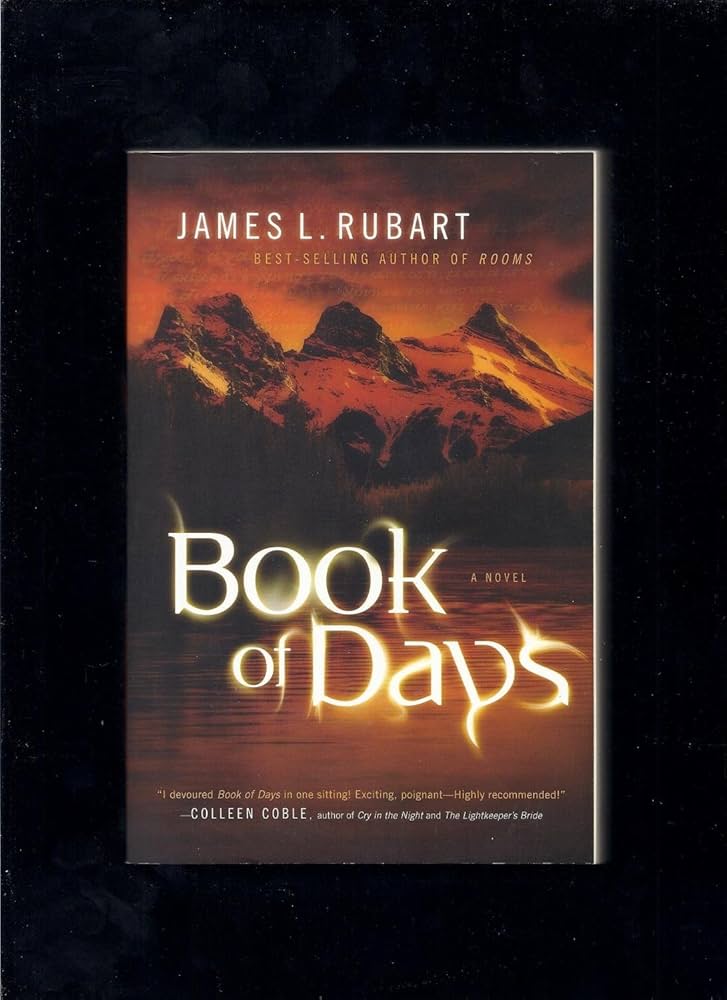 JAMES L. RUBART
BEST-SELLING AUTHOR OF ROOMS
Book
A NOVEL
of Days
“I devoured Book of Days in one sitting! Exciting, poignant—Highly recommended!”
—COLLEEN COBLE, author of Cry in the Night and The Lightkeeper's Bride